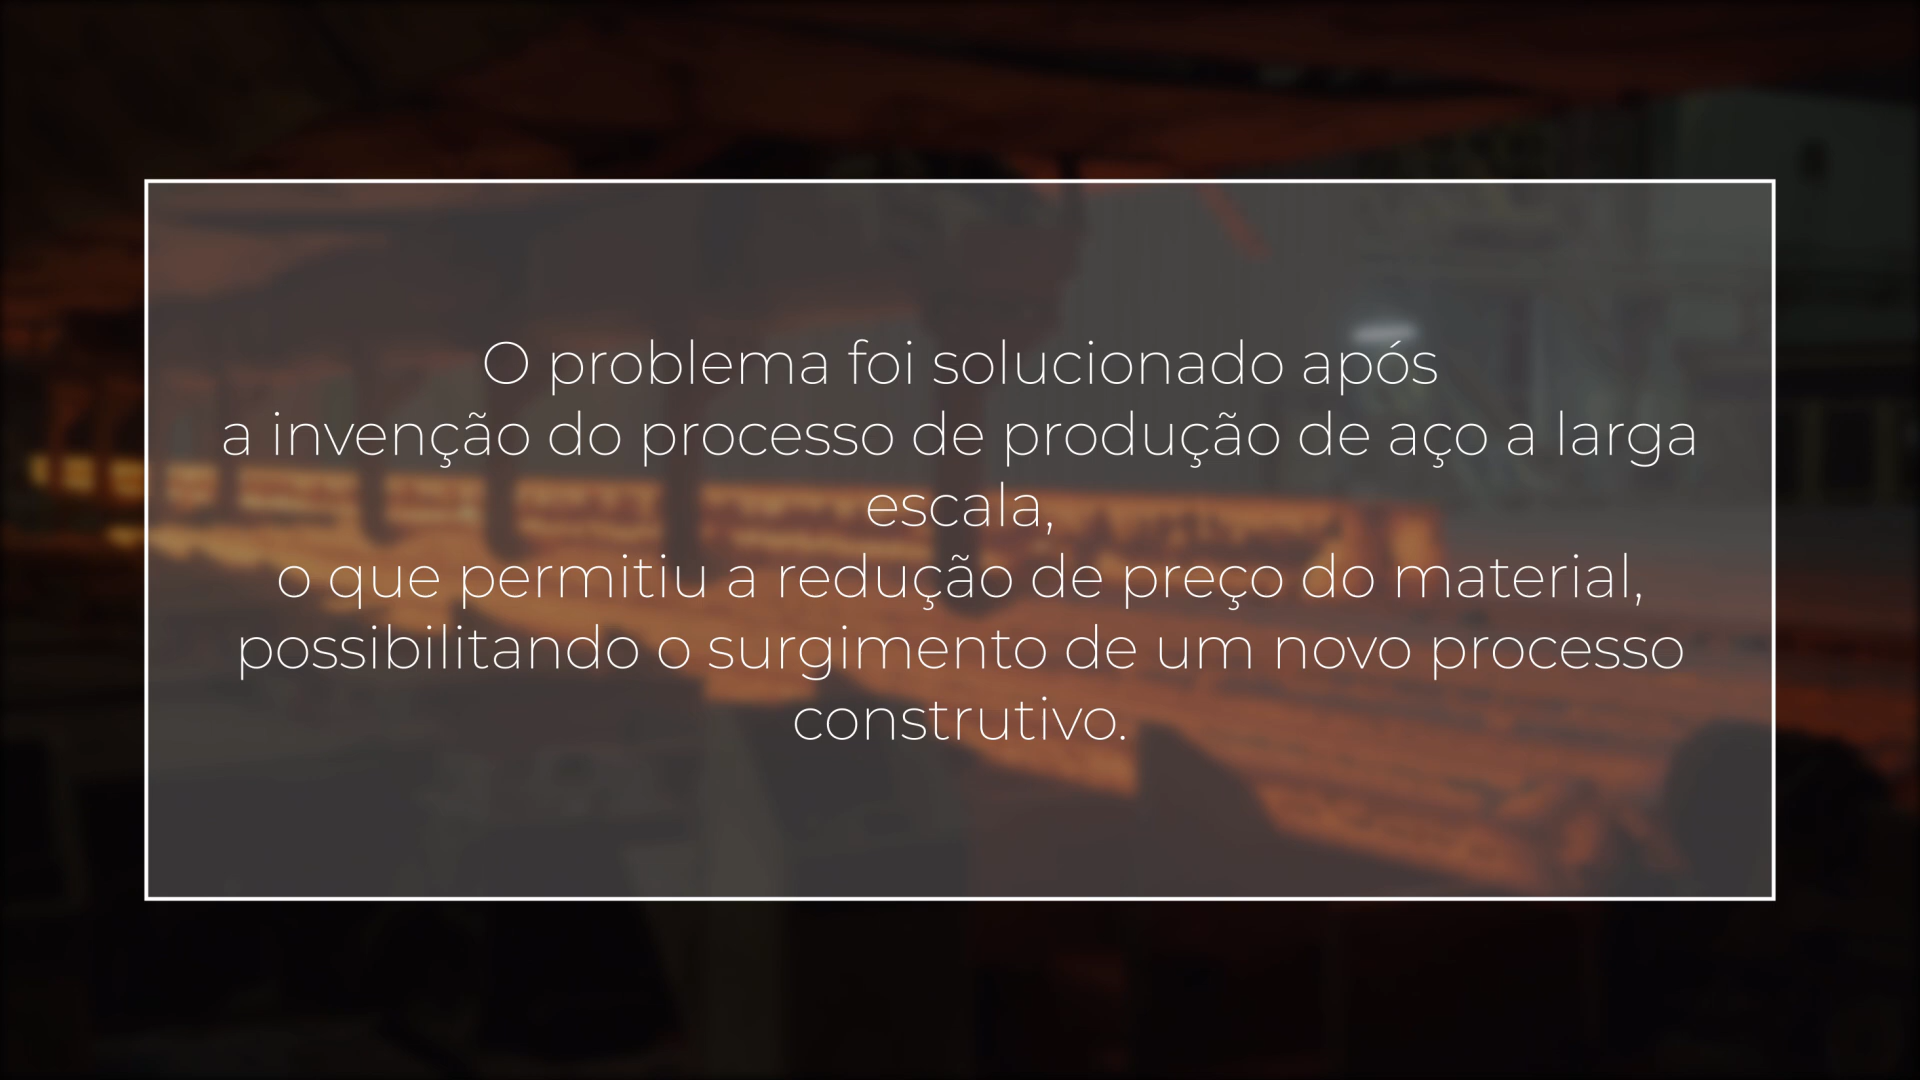 O problema foi solucionado após
a invenção do processo de produção de aço a larga
escala,
o que permitiu a redução de preço do material,
possibilitando o surgimento de um novo processo
construtivo.